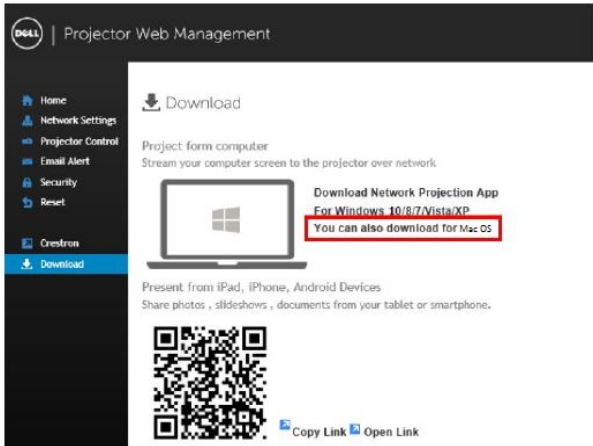 DELL | Projector Web Management
Home
Network Settings
Projector Control
Email Alert
Security
Reset
Crestron
Download
Download
Project form computer
Stream your computer screen to the projector over network
Download Network Projection App
For Windows 10/8/7/Vista/XP
You can also download for Mac OS
Present from iPad, iPhone, Android Devices
Share photos , slideshows , documents from your tablet or smartphone.
Copy Link Open Link